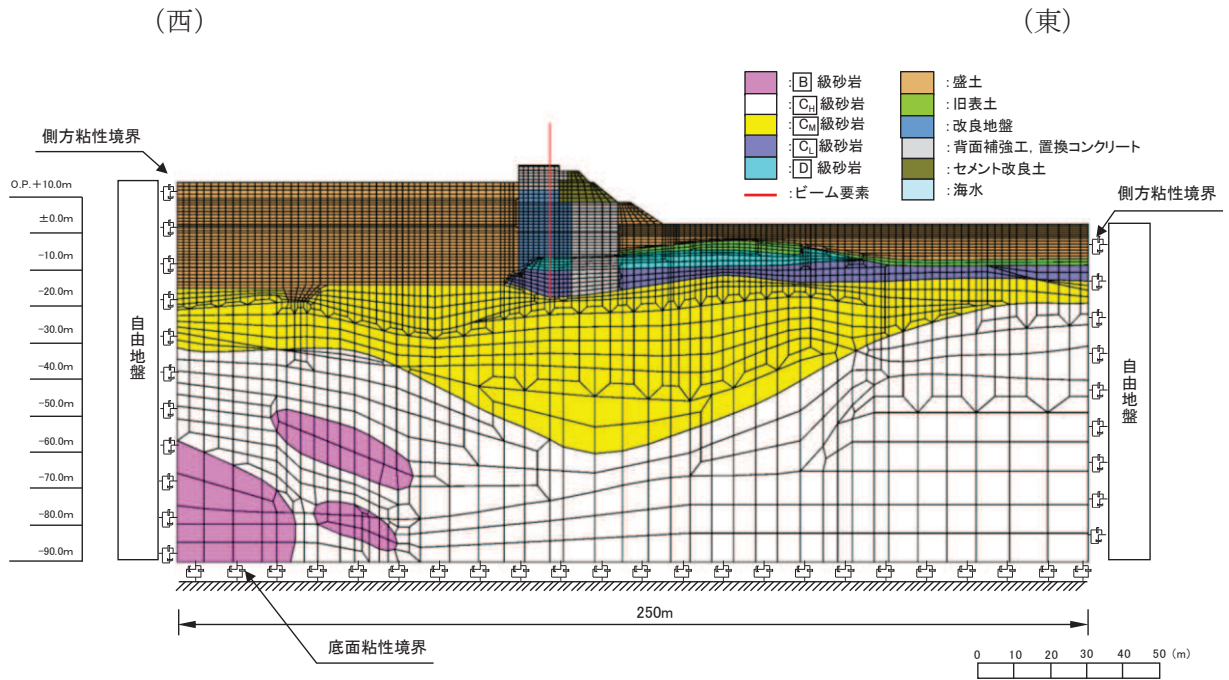 (西)
(東)
B 級砂岩
CH 級砂岩
CM 級砂岩
CL 級砂岩
D 級砂岩
:ビーム要素
:盛土
:旧表土
:改良地盤
:背面補強工, 置換コンクリート
:セメント改良土
:海水
側方粘性境界
側方粘性境界
O.P.+10.0m
±0.0m
-10.0m
-20.0m
-30.0m
-40.0m
-50.0m
-60.0m
-70.0m
-80.0m
-90.0m
自由地盤
自由地盤
250m
底面粘性境界
0 10 20 30 40 50 (m)